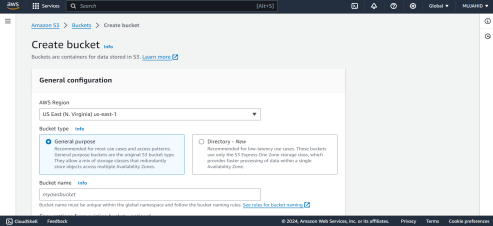 aws
Services
Search
[Alt+S]
Global
MUJAHID
Amazon S3 > Buckets > Create bucket
Create bucket Info
Buckets are containers for data stored in S3. Learn more
General configuration
AWS Region
US East (N. Virginia) us-east-1
Bucket type Info
General purpose
Recommended for most use cases and access patterns.
General purpose buckets are the original S3 bucket type.
They allow a mix of storage classes that redundantly
store objects across multiple Availability Zones.
Directory - New
Recommended for low-latency use cases. These buckets
use only the S3 Express One Zone storage class, which
provides faster processing of data within a single
Availability Zone.
Bucket name Info
myawsbucket
Bucket name must be unique within the global namespace and follow the bucket naming rules. See rules for bucket naming
CloudShell
Feedback
© 2024, Amazon Web Services, Inc. or its affiliates.
Privacy
Terms
Cookie preferences